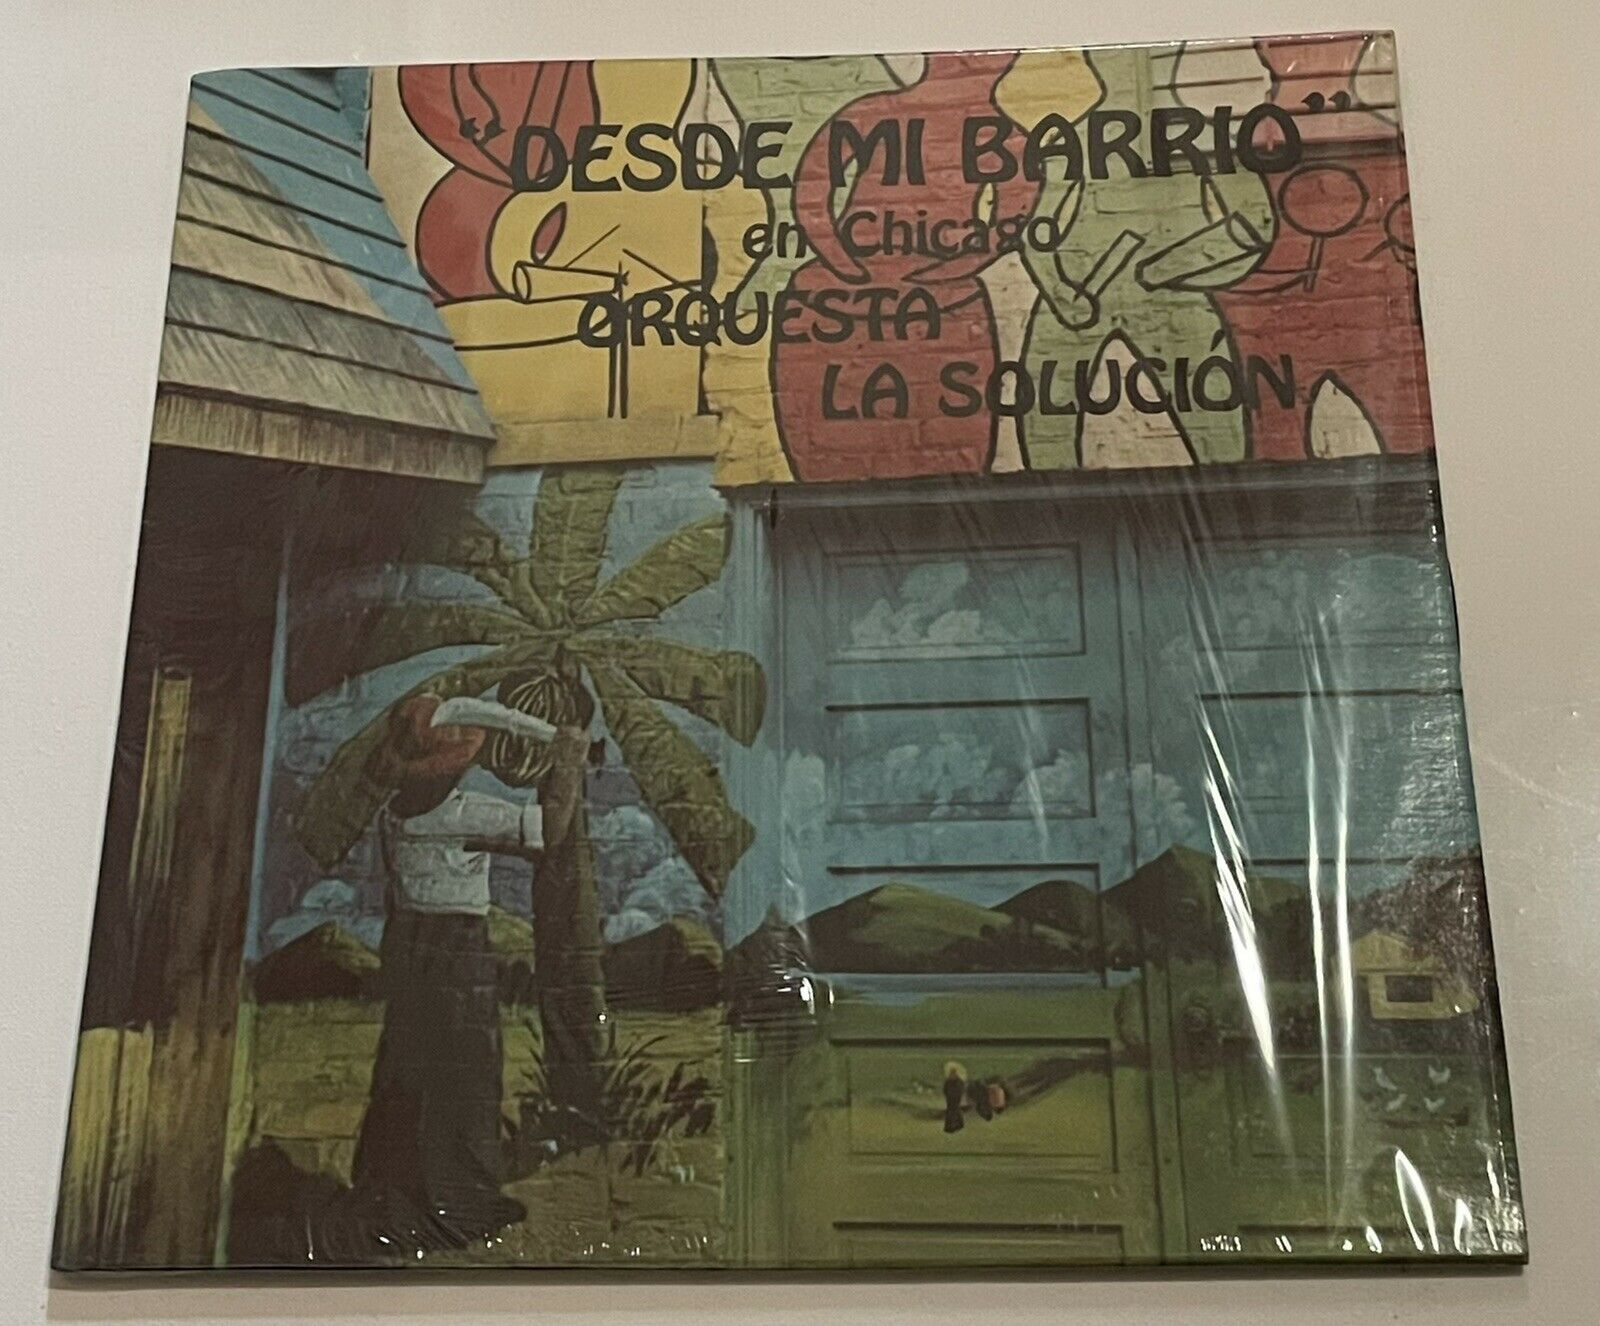 "DESDE MI BARRIO"
en Chicago
ORQUESTA
LA SOLUCIÓN